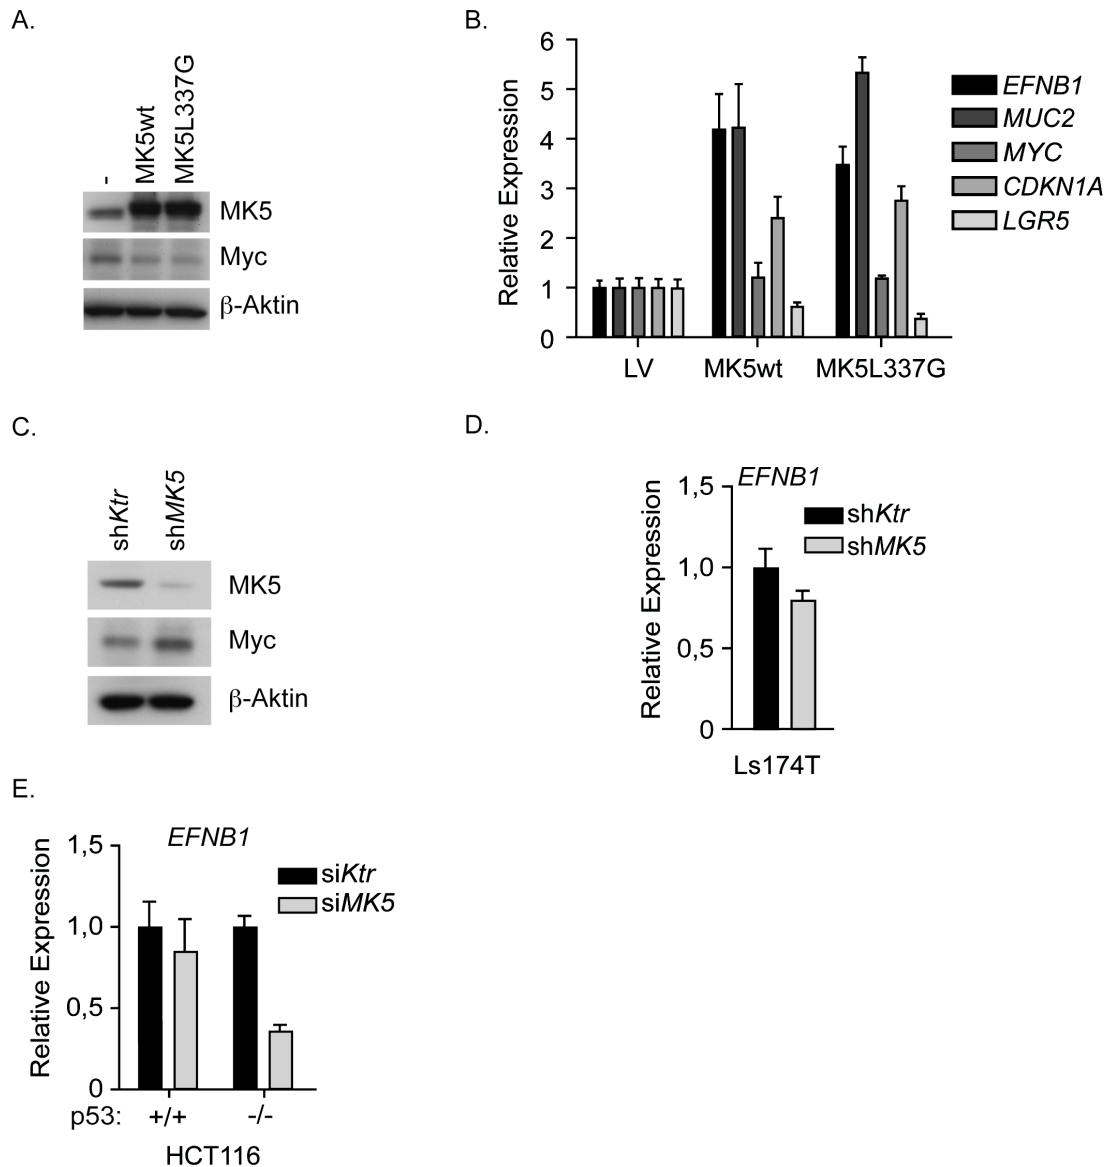 A.
-
MK5wt
MK5L337G
MK5
Myc
β-Aktin
B.
Relative Expression
6
5
4
3
2
1
0
LV
MK5wt
MK5L337G
EFNB1
MUC2
MYC
CDKN1A
LGR5
C.
shKtr
shMK5
MK5
Myc
β-Aktin
D.
EFNB1
Relative Expression
1,5
1,0
0,5
0
shKtr
shMK5
Ls174T
E.
EFNB1
Relative Expression
1,5
1,0
0,5
0
siKtr
siMK5
p53: +/+ -/-
HCT116